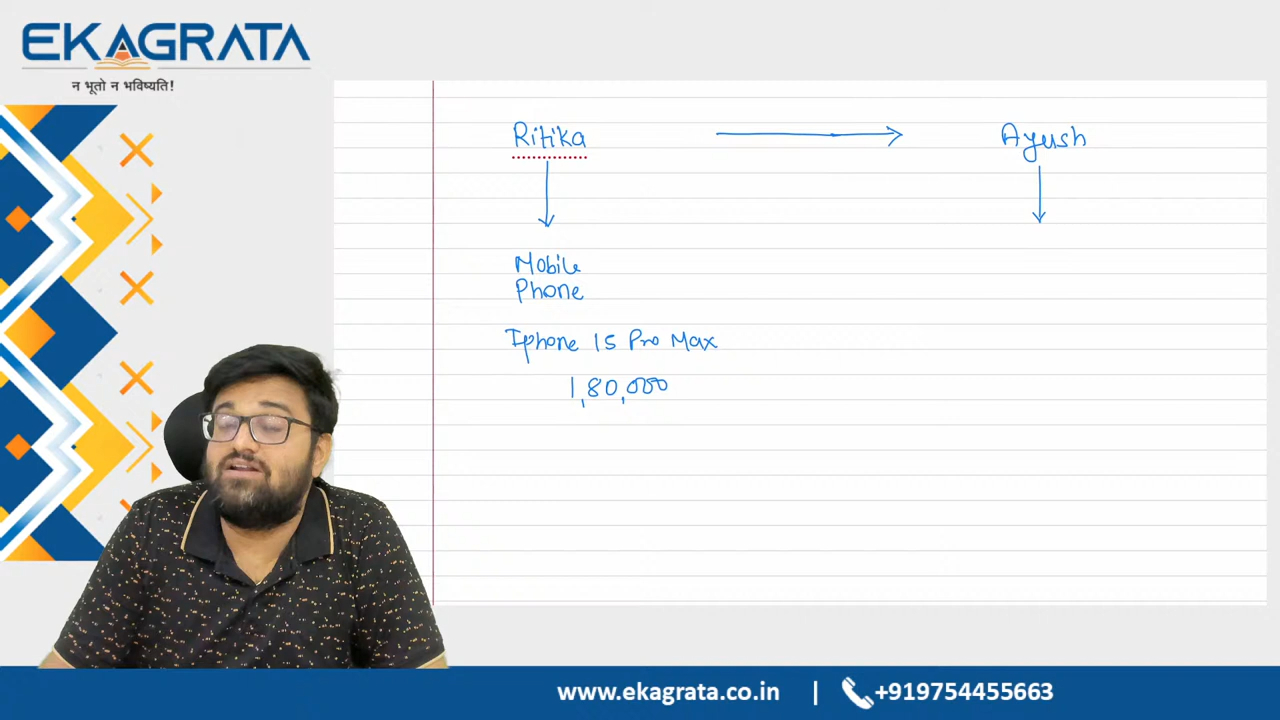 EKAGRATA
न भूतो न भविष्यति!
Ritika
Ayush
Mobile
Phone
Iphone 15 Pro Max
1,80,000
www.ekagrata.co.in | +919754455663